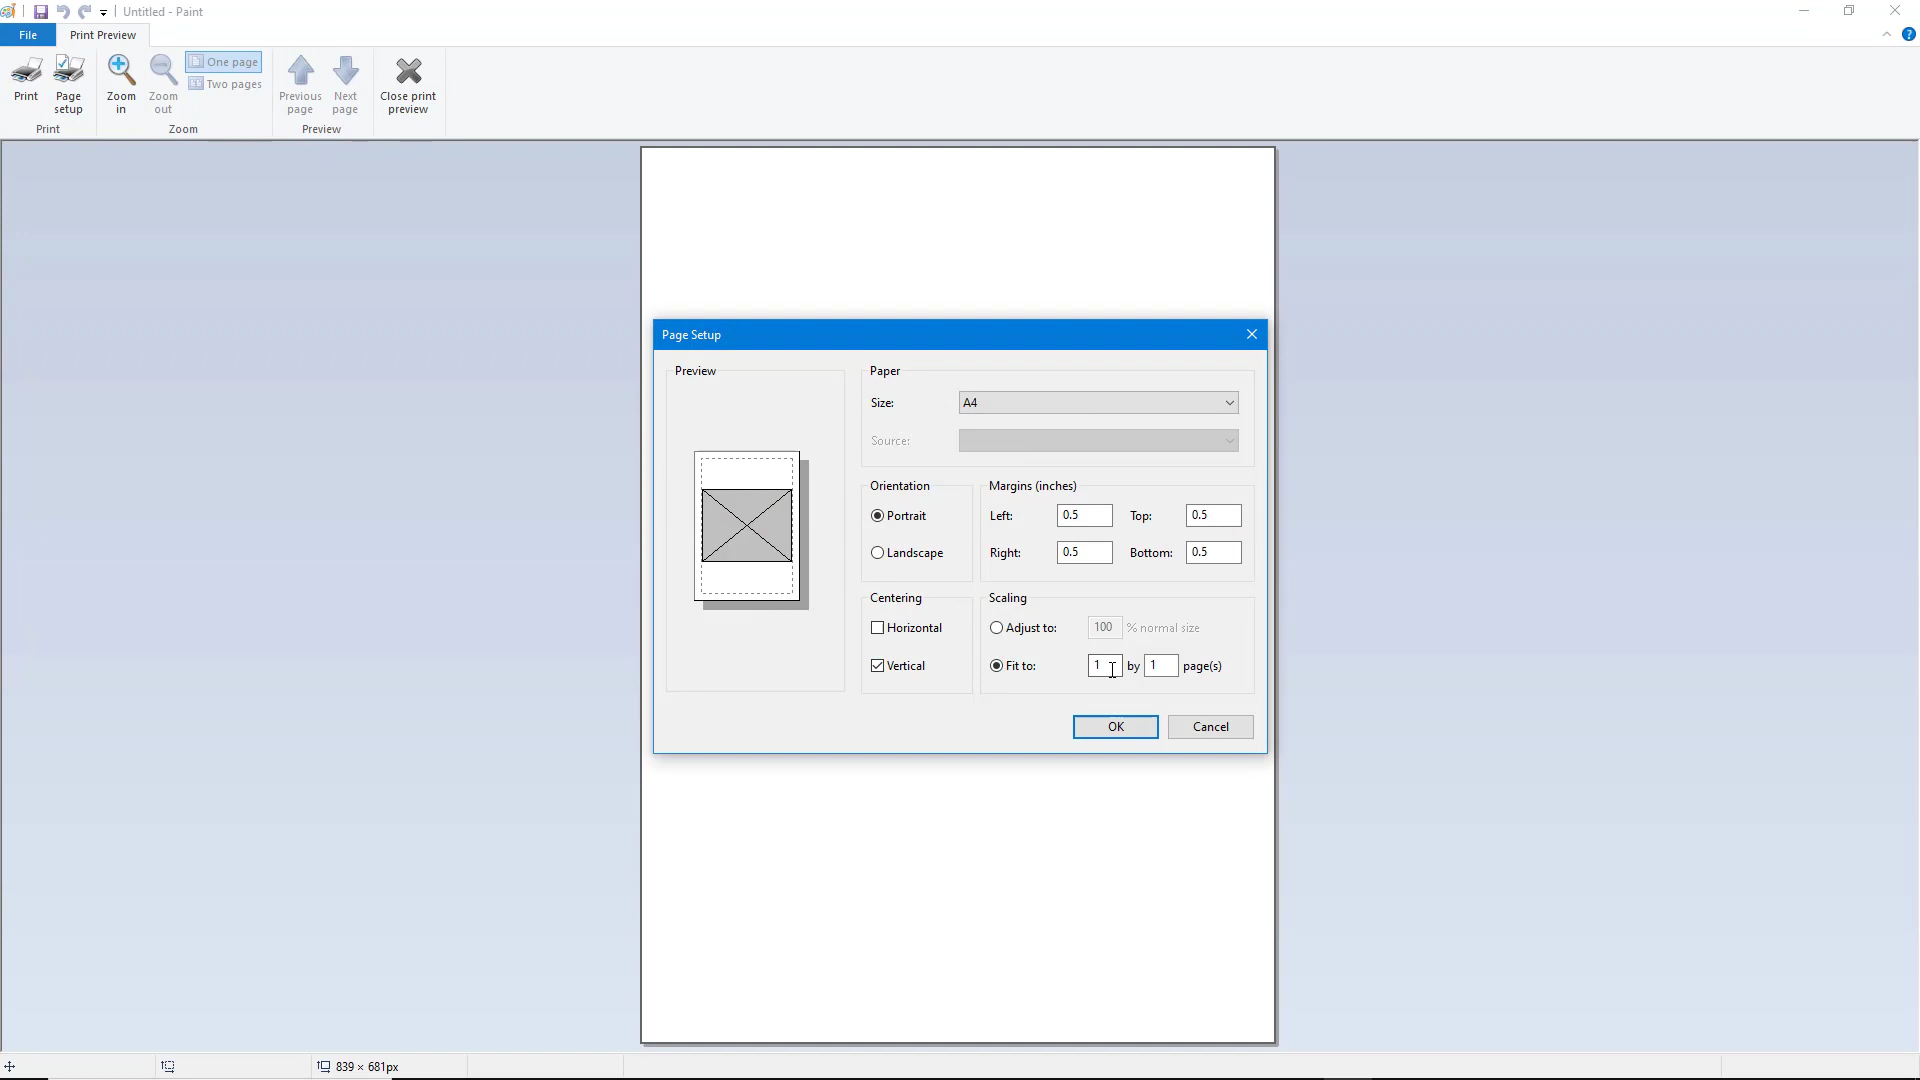 Untitled - Paint
File
Print Preview
?
Print
Page setup
Zoom in
Zoom out
One page
Two pages
Previous page
Next page
Close print preview
Print
Zoom
Preview
Page Setup
Preview
Paper
Size:
A4
Source:
Orientation
Portrait
Landscape
Margins (inches)
Left: 0.5 Top: 0.5
Right: 0.5 Bottom: 0.5
Centering
Horizontal
Vertical
Scaling
Adjust to: 100 % normal size
Fit to: 1 by 1 page(s)
OK
Cancel
839 × 681px